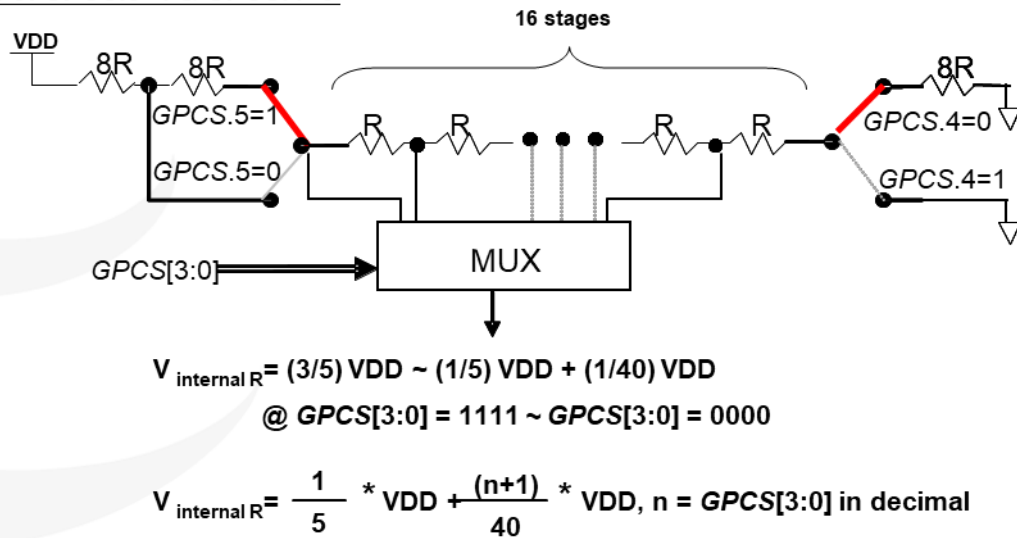 16 stages
VDD
8R 8R 8R
GPCS.5=1 R R R R GPCS.4=0
GPCS.5=0 GPCS.4=1
GPCS[3:0] MUX
V internal R = (3/5) VDD ~ (1/5) VDD + (1/40) VDD
@ GPCS[3:0] = 1111 ~ GPCS[3:0] = 0000
V internal R = 1/5 * VDD + (n+1)/40 * VDD, n = GPCS[3:0] in decimal